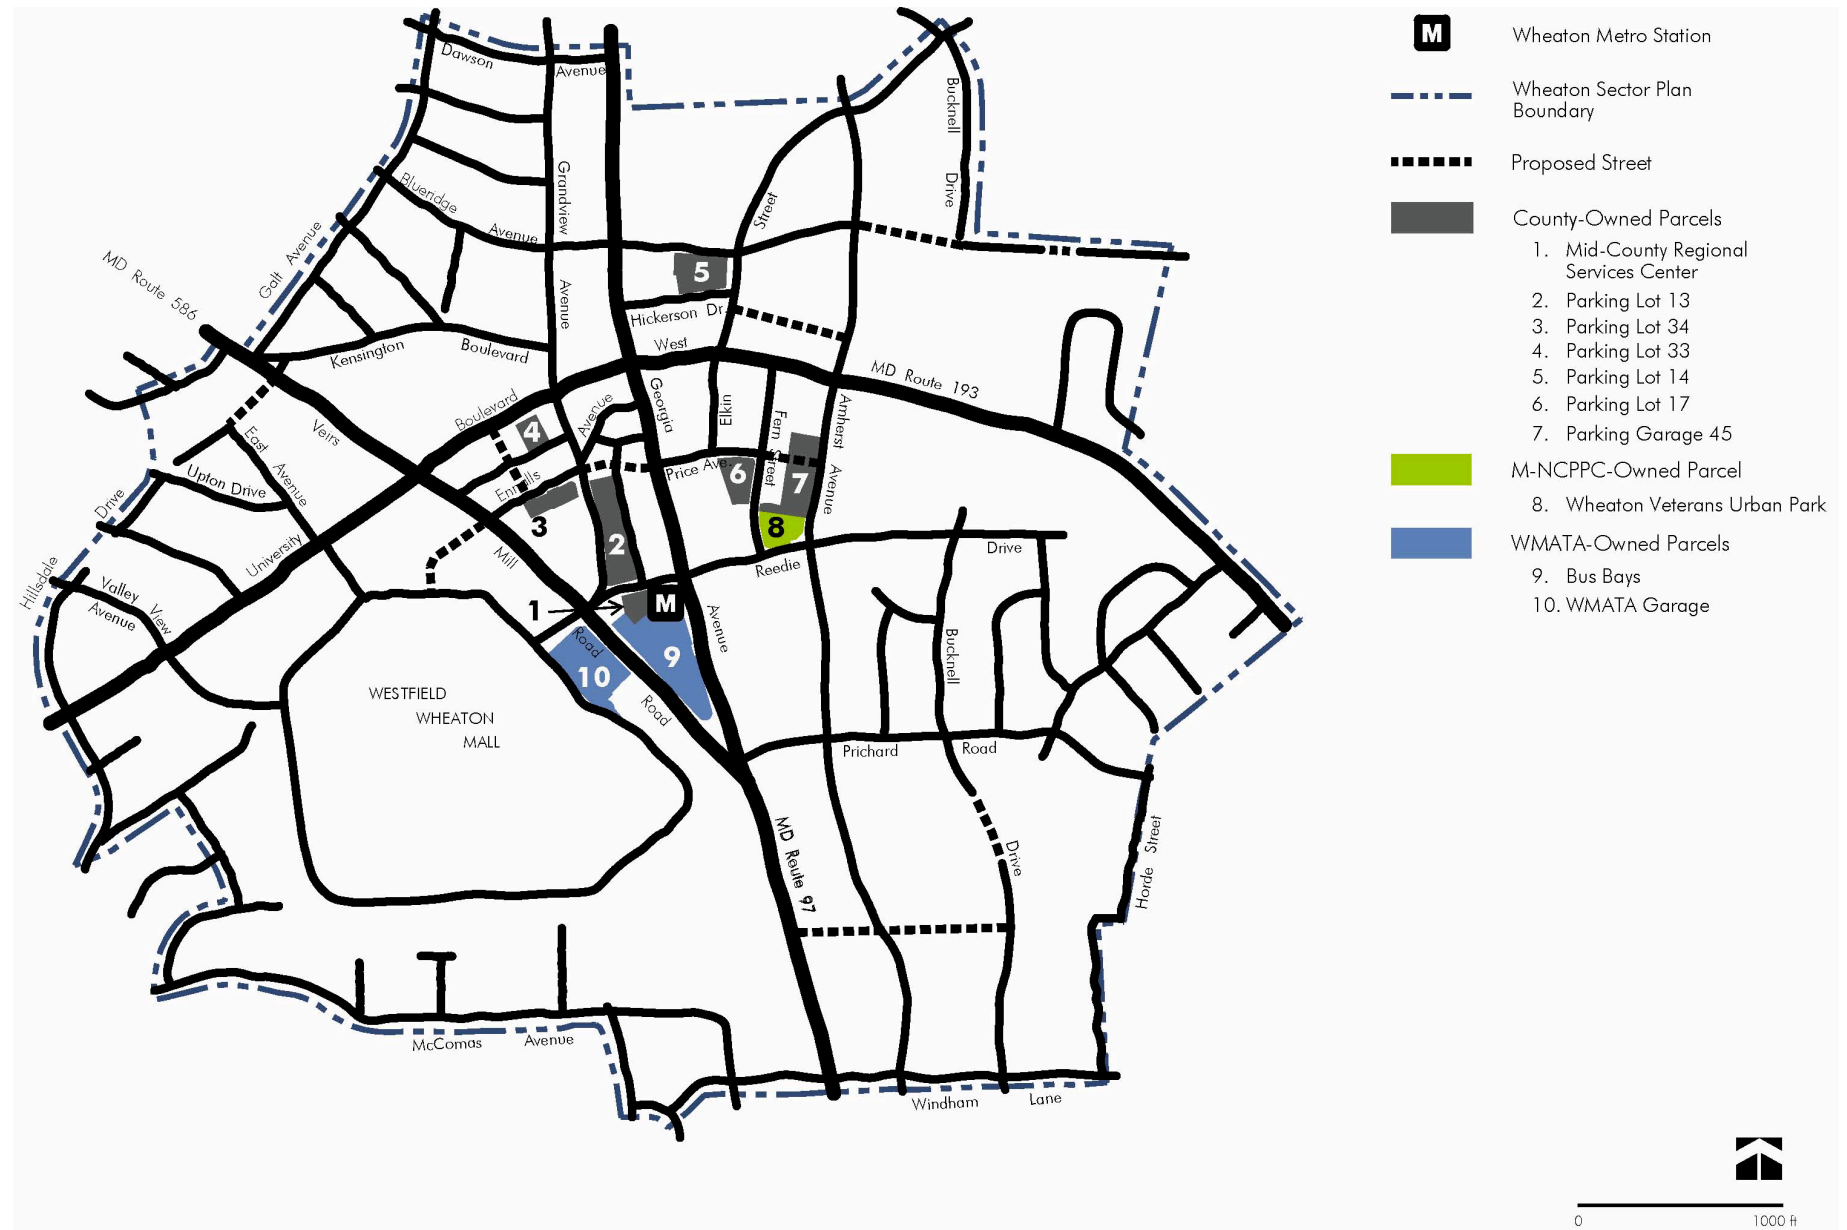 Dawson
Avenue
Bucknell
Drive
Blueridge
Avenue
Grandview
Avenue
Street
Galt Avenue
MD Route 586
5
Hickerson Dr.
Kensington
Boulevard
West
MD Route 193
Georgia
Elkin
Fern Street
Amherst
Avenue
Boulevard
Avenue
4
Veirs
East
Avenue
Upton Drive
Ennalls
Price Ave.
6
7
3
2
8
Drive
University
Mill
Reedie
Drive
Hillsdale
Valley
View
Avenue
1
M
Road
Avenue
9
10
Road
Bucknell
WESTFIELD
WHEATON
MALL
Prichard
Road
MD Route 97
Drive
Horde Street
McComas
Avenue
Windham
Lane
M
Wheaton Metro Station
Wheaton Sector Plan
Boundary
Proposed Street
County-Owned Parcels
1. Mid-County Regional
Services Center
2. Parking Lot 13
3. Parking Lot 34
4. Parking Lot 33
5. Parking Lot 14
6. Parking Lot 17
7. Parking Garage 45
M-NCPPC-Owned Parcel
8. Wheaton Veterans Urban Park
WMATA-Owned Parcels
9. Bus Bays
10. WMATA Garage
0
1000 ft